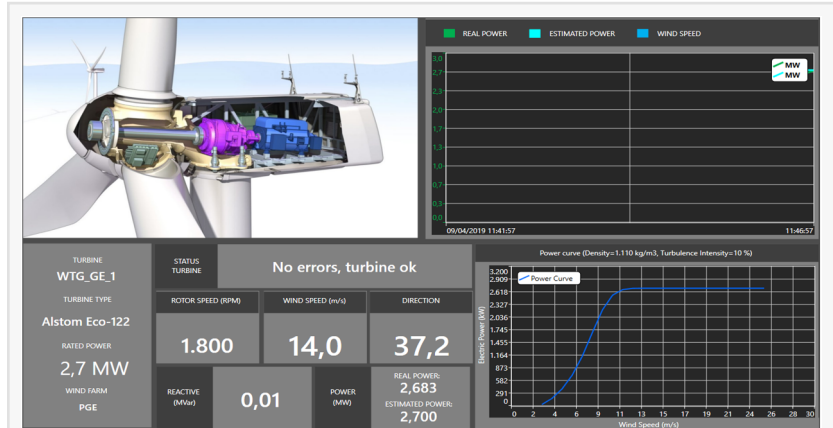 REAL POWER ESTIMATED POWER WIND SPEED
MW
MW
3,0
2,7
2,3
2,0
1,7
1,3
1,0
0,7
0,3
0,0
09/04/2019 11:41:57 11:46:57
TURBINE
WTG_GE_1
TURBINE TYPE
Alstom Eco-122
RATED POWER
2,7 MW
WIND FARM
PGE
STATUS
TURBINE
No errors, turbine ok
ROTOR SPEED (RPM) WIND SPEED (m/s) DIRECTION
1.800 14,0 37,2
REACTIVE
(MVar)
0,01
POWER
(MW)
REAL POWER:
2,683
ESTIMATED POWER:
2,700
Power curve (Density=1.110 kg/m3, Turbulence Intensity=10 %)
Power Curve
Electric Power (kW)
3.200
2.909
2.618
2.327
2.036
1.745
1.455
1.164
873
582
291
0
0 2 4 6 9 11 13 15 17 19 21 24 26 28 30
Wind Speed (m/s)